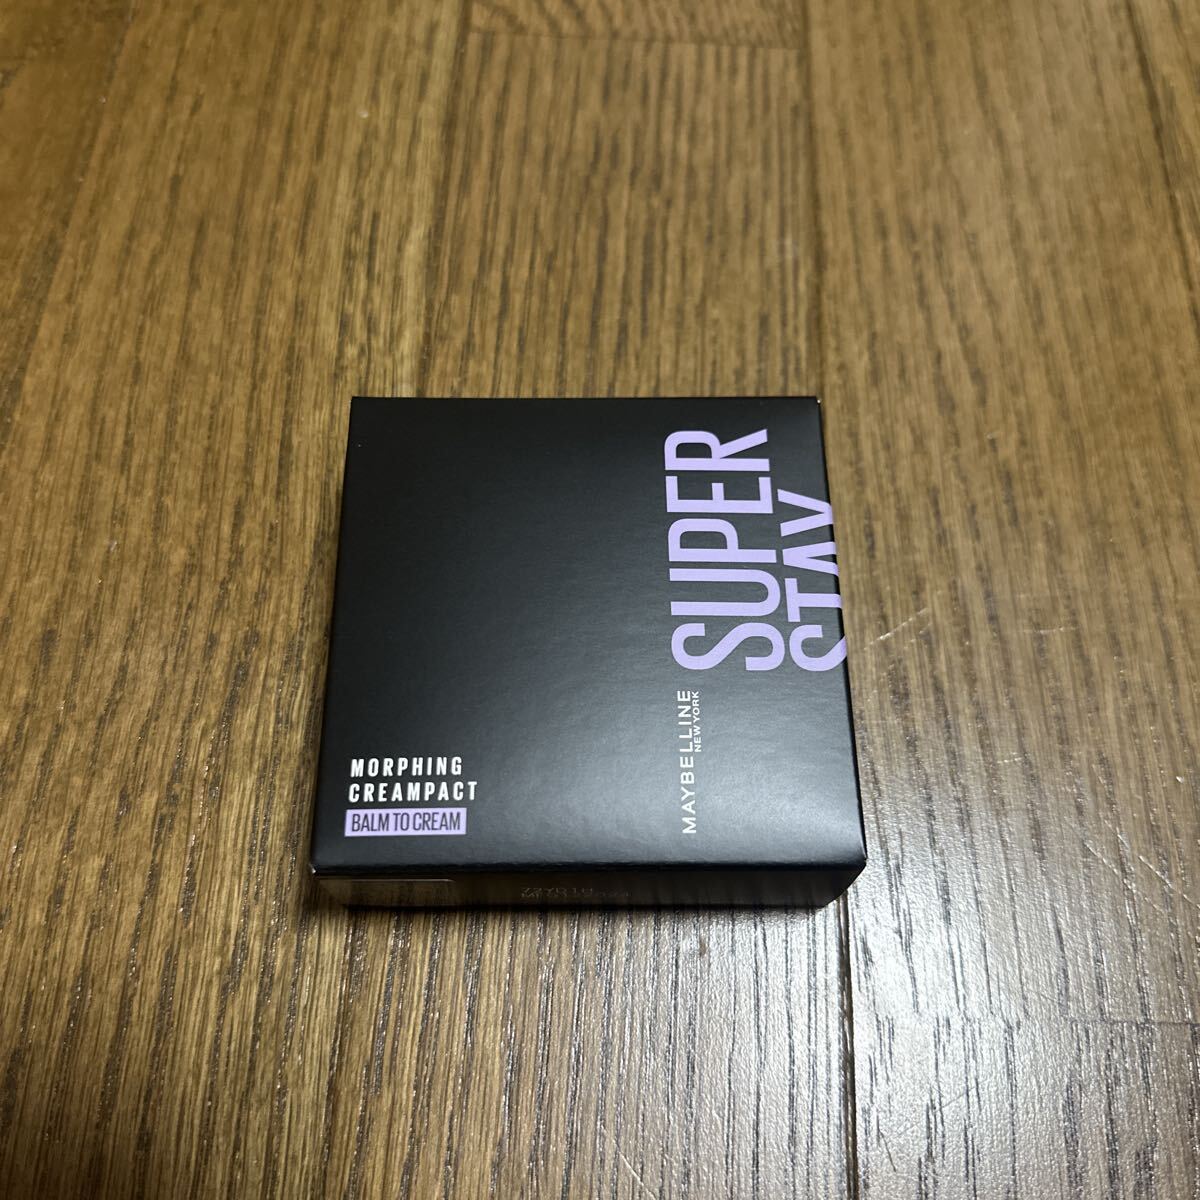 SUPER
STAY
MAYBELLINE
NEW YORK
MORPHING
CREAMPACT
BALM TO CREAM